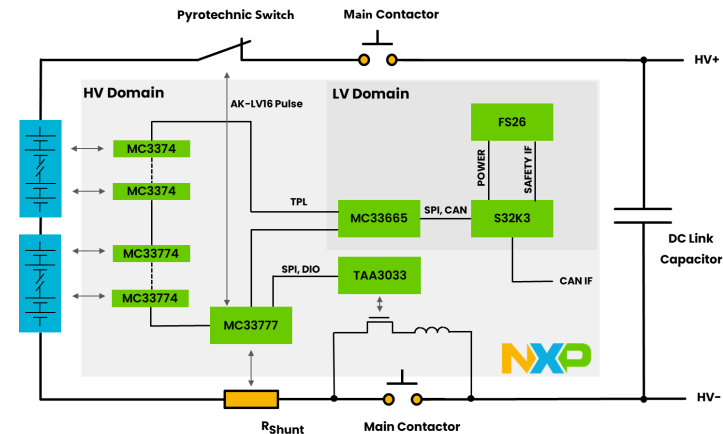 Pyrotechnic Switch
Main Contactor
HV+
HV Domain
LV Domain
AK-LV16 Pulse
FS26
MC3374
POWER
SAFETY IF
MC3374
TPL
MC33665
SPI, CAN
S32K3
DC Link
Capacitor
MC33774
SPI, DIO
TAA3033
CAN IF
MC33774
MC33777
NXP
HV-
RShunt
Main Contactor